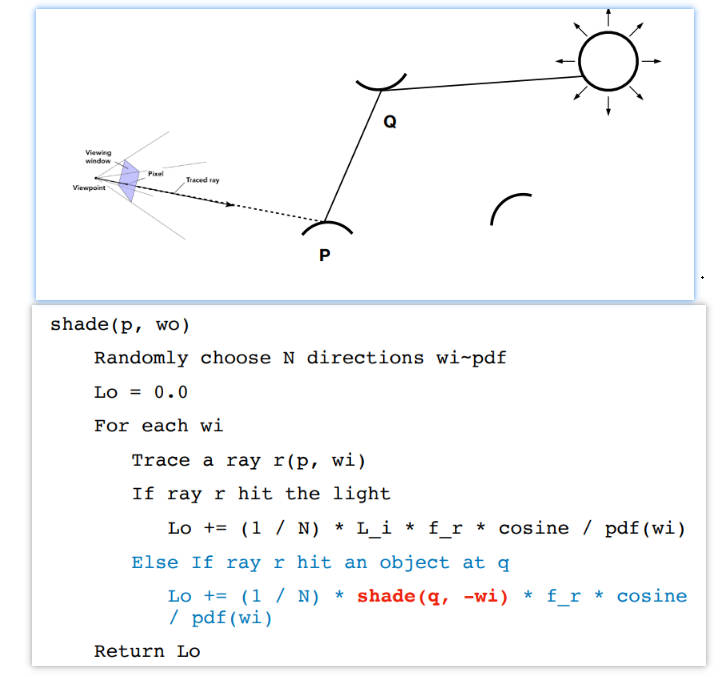 Viewing
window
Pixel
Traced ray
Viewpoint
Q
P
shade(p, wo)
Randomly choose N directions wi~pdf
Lo = 0.0
For each wi
Trace a ray r(p, wi)
If ray r hit the light
Lo += (1 / N) * L_i * f_r * cosine / pdf(wi)
Else If ray r hit an object at q
Lo += (1 / N) * shade(q, -wi) * f_r * cosine
/ pdf(wi)
Return Lo